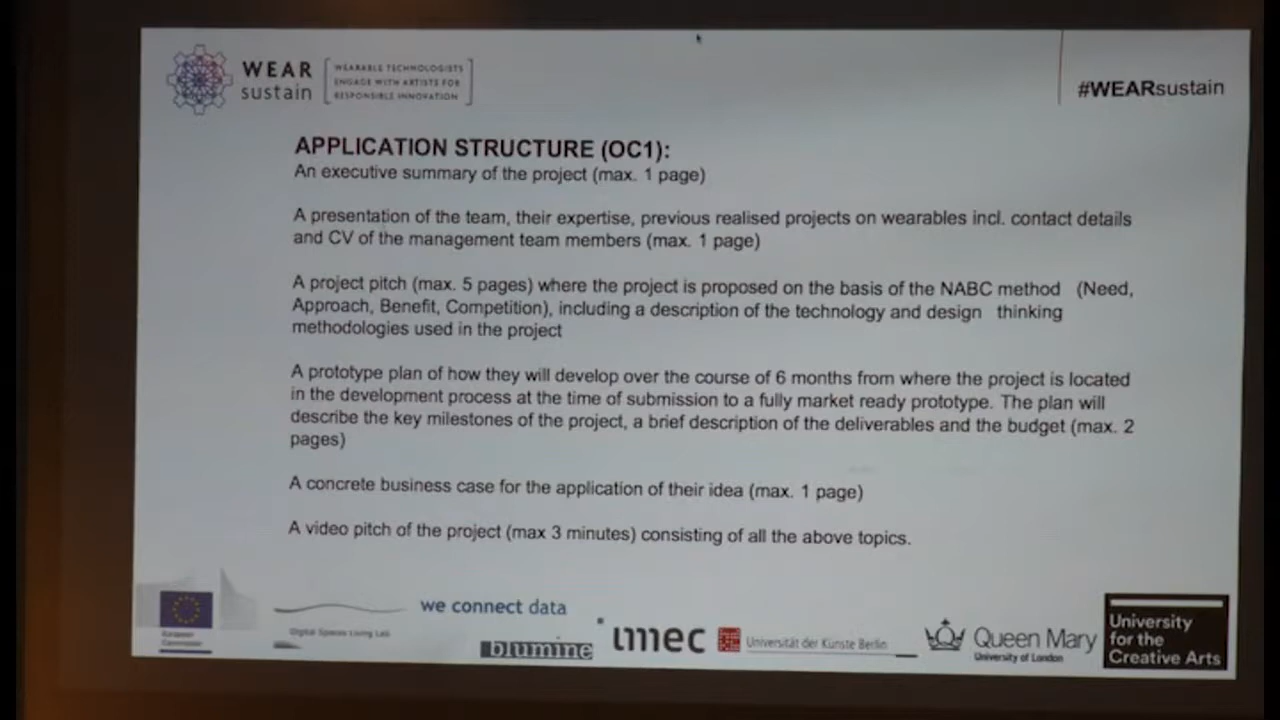 WEAR
sustain
WEARABLE TECHNOLOGISTS
ENGAGE WITH ARTISTS FOR
RESPONSIBLE INNOVATION
#WEARsustain
APPLICATION STRUCTURE (OC1):
An executive summary of the project (max. 1 page)
A presentation of the team, their expertise, previous realised projects on wearables incl. contact details
and CV of the management team members (max. 1 page)
A project pitch (max. 5 pages) where the project is proposed on the basis of the NABC method (Need,
Approach, Benefit, Competition), including a description of the technology and design thinking
methodologies used in the project
A prototype plan of how they will develop over the course of 6 months from where the project is located
in the development process at the time of submission to a fully market ready prototype. The plan will
describe the key milestones of the project, a brief description of the deliverables and the budget (max. 2
pages)
A concrete business case for the application of their idea (max. 1 page)
A video pitch of the project (max 3 minutes) consisting of all the above topics.
European
Commission
Digital Spaces Living Lab
we connect data
blumine
imec
Universität der Künste Berlin
Queen Mary
University of London
University
for the
Creative Arts